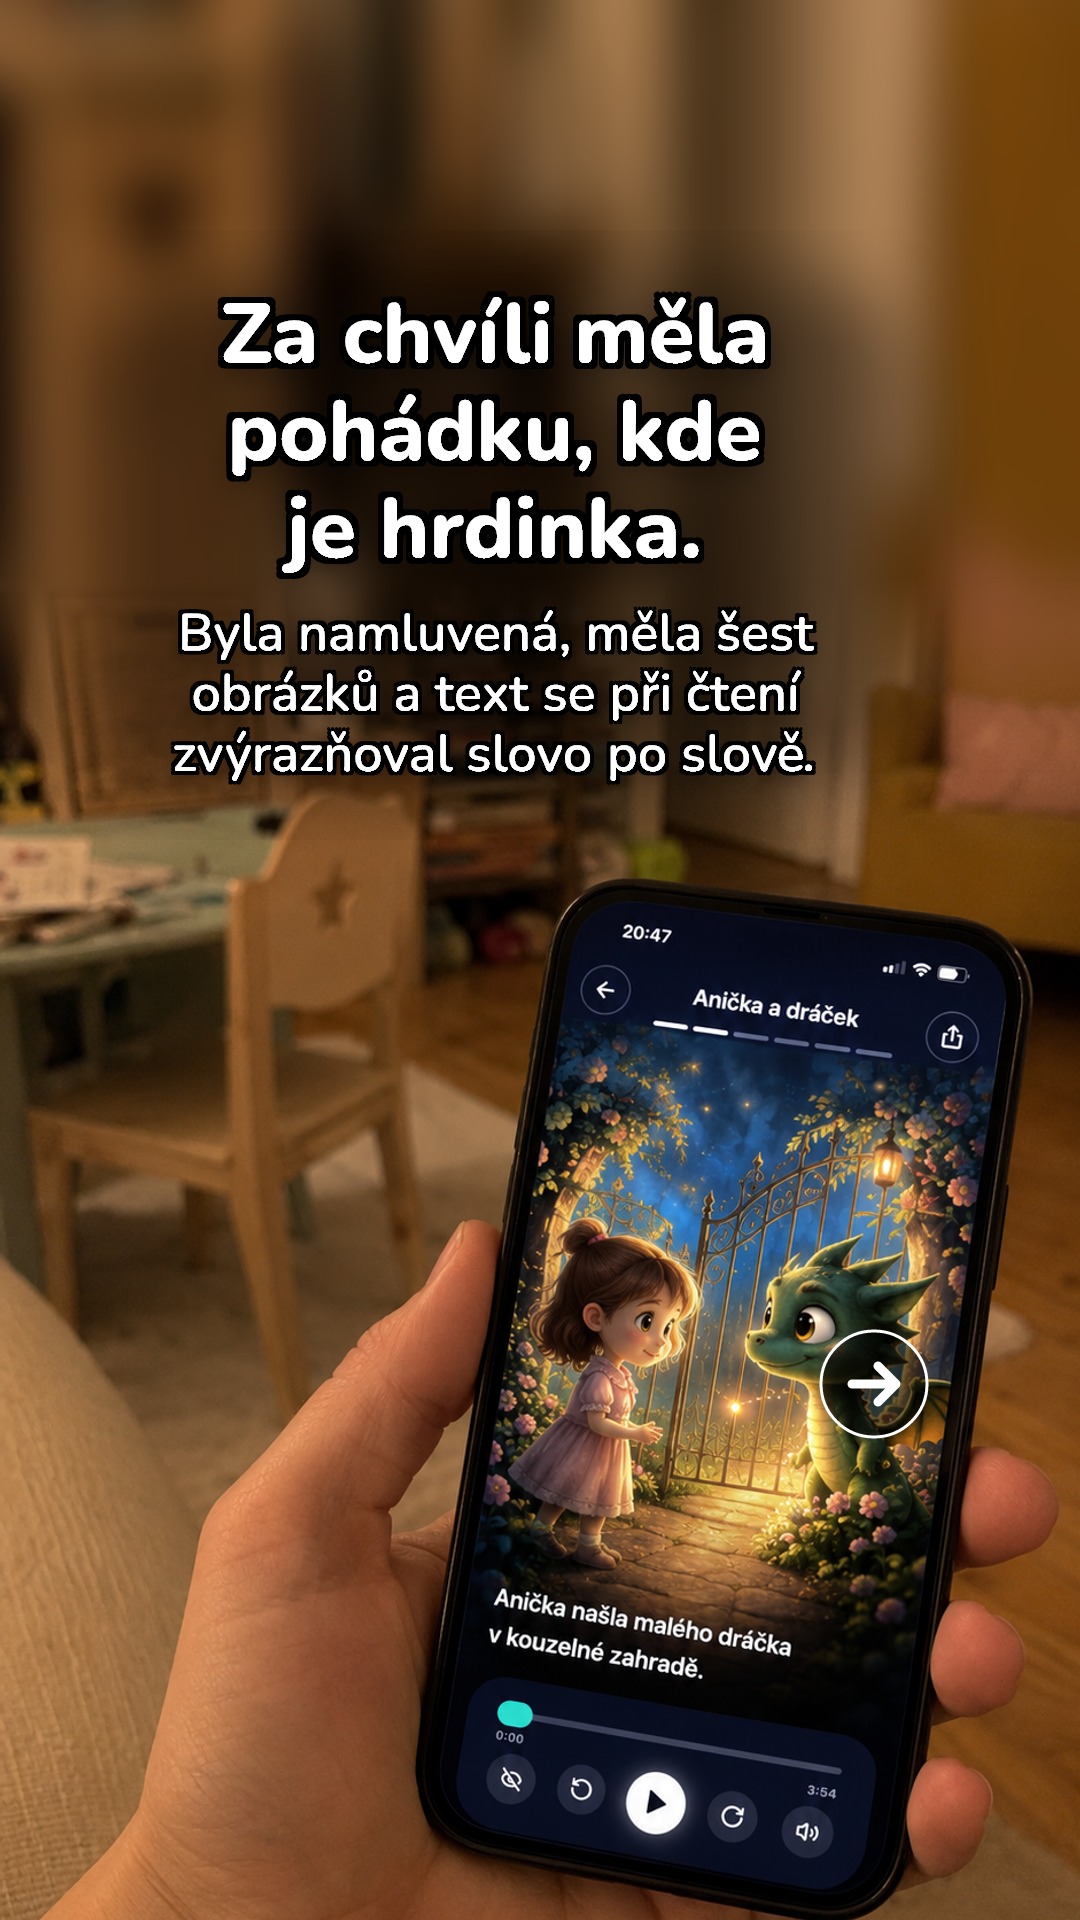 Za chvíli měla
pohádku, kde
je hrdinka.
Byla namluvená, měla šest
obrázků a text se při čtení
zvýrazňoval slovo po slově.
20:47
Anička a dráček
Anička našla malého dráčka
v kouzelné zahradě.
0:00
3:54